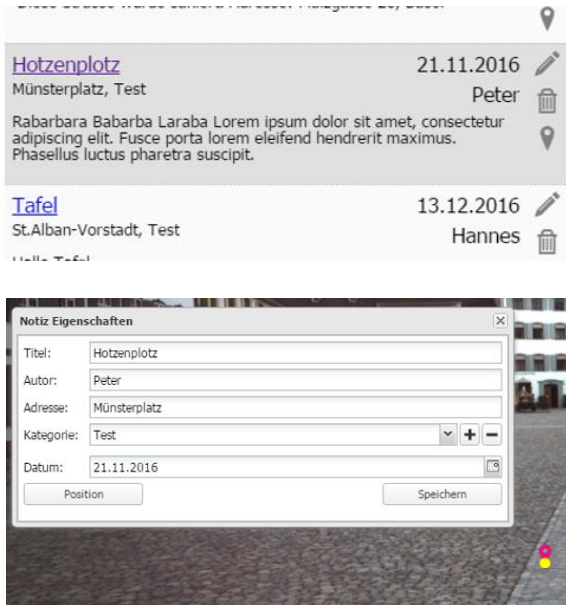 Hotzenplotz 21.11.2016
Münsterplatz, Test Peter
Rabarbara Babarba Laraba Lorem ipsum dolor sit amet, consectetur
adipiscing elit. Fusce porta lorem eleifend hendrerit maximus.
Phasellus luctus pharetra suscipit.
Tafel 13.12.2016
St.Alban-Vorstadt, Test Hannes
Notiz Eigenschaften
Titel: Hotzenplotz
Autor: Peter
Adresse: Münsterplatz
Kategorie: Test
Datum: 21.11.2016
Position Speichern